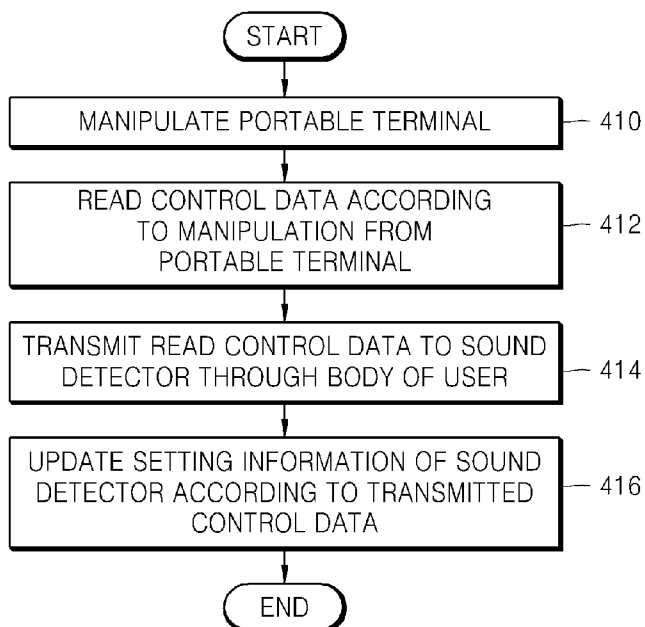 START
MANIPULATE PORTABLE TERMINAL
410
READ CONTROL DATA ACCORDING
TO MANIPULATION FROM
PORTABLE TERMINAL
412
TRANSMIT READ CONTROL DATA TO SOUND
DETECTOR THROUGH BODY OF USER
414
UPDATE SETTING INFORMATION OF SOUND
DETECTOR ACCORDING TO TRANSMITTED
CONTROL DATA
416
END